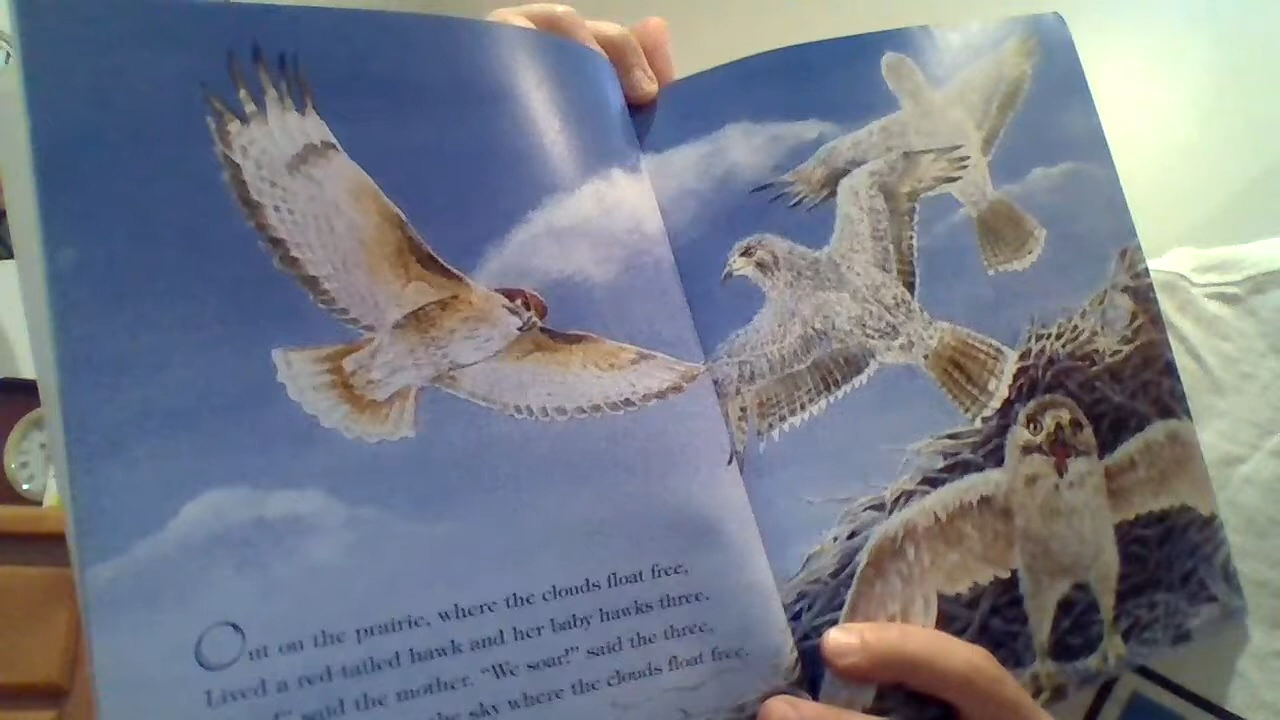 Out on the prairie, where the clouds float free,
Lived a red-tailed hawk and her baby hawks three.
said the mother. "We soar!" said the three,
sky where the clouds float free.